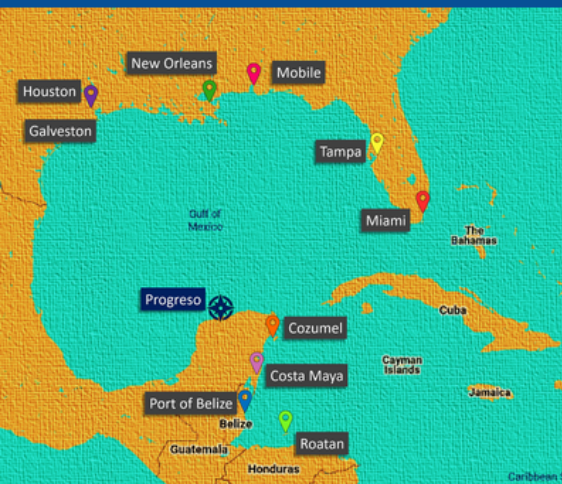 New Orleans
Mobile
Houston
Galveston
Tampa
Miami
Gulf of
Mexico
The
Bahamas
Progreso
Cozumel
Cuba
Cayman
Islands
Costa Maya
Jamaica
Port of Belize
Belize
Roatan
Guatemala
Honduras
Caribbean